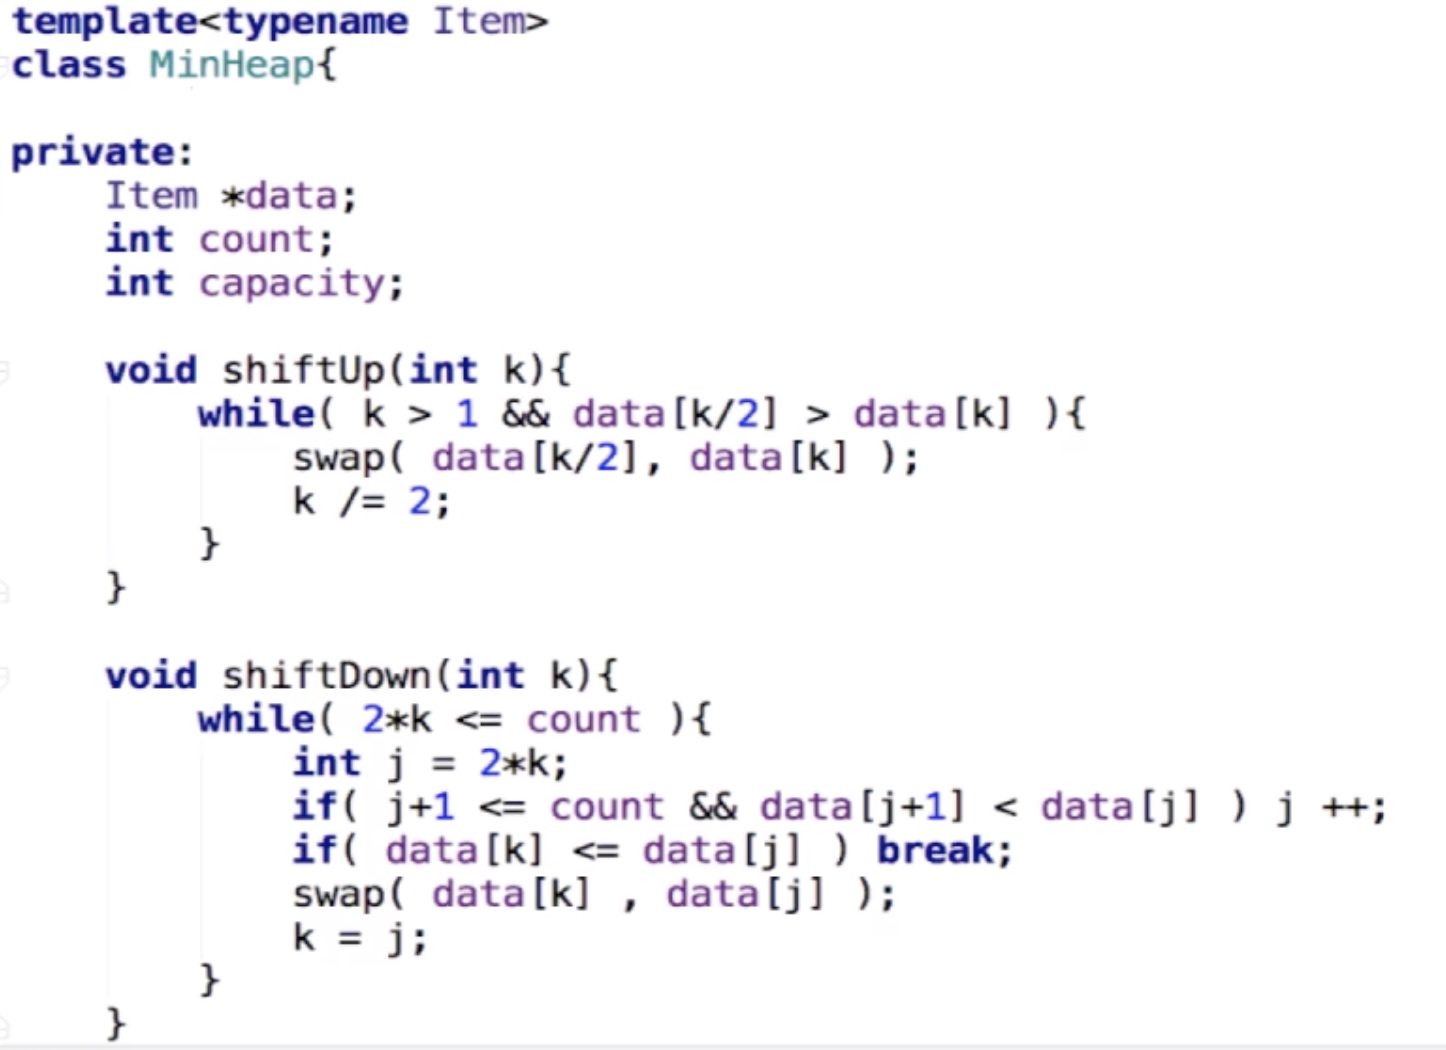 template<typename Item>
class MinHeap{
private:
Item *data;
int count;
int capacity;
void shiftUp(int k){
while( k > 1 && data[k/2] > data[k] ){
swap( data[k/2], data[k] );
k /= 2;
}
}
void shiftDown(int k){
while( 2*k <= count ){
int j = 2*k;
if( j+1 <= count && data[j+1] < data[j] ) j ++;
if( data[k] <= data[j] ) break;
swap( data[k] , data[j] );
k = j;
}
}